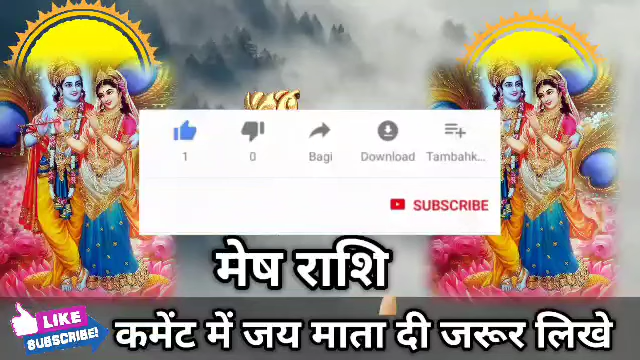 1
0
Bagi
Download
Tambahk...
SUBSCRIBE
मेष राशि
LIKE
SUBSCRIBE!
कमेंट में जय माता दी जरूर लिखे